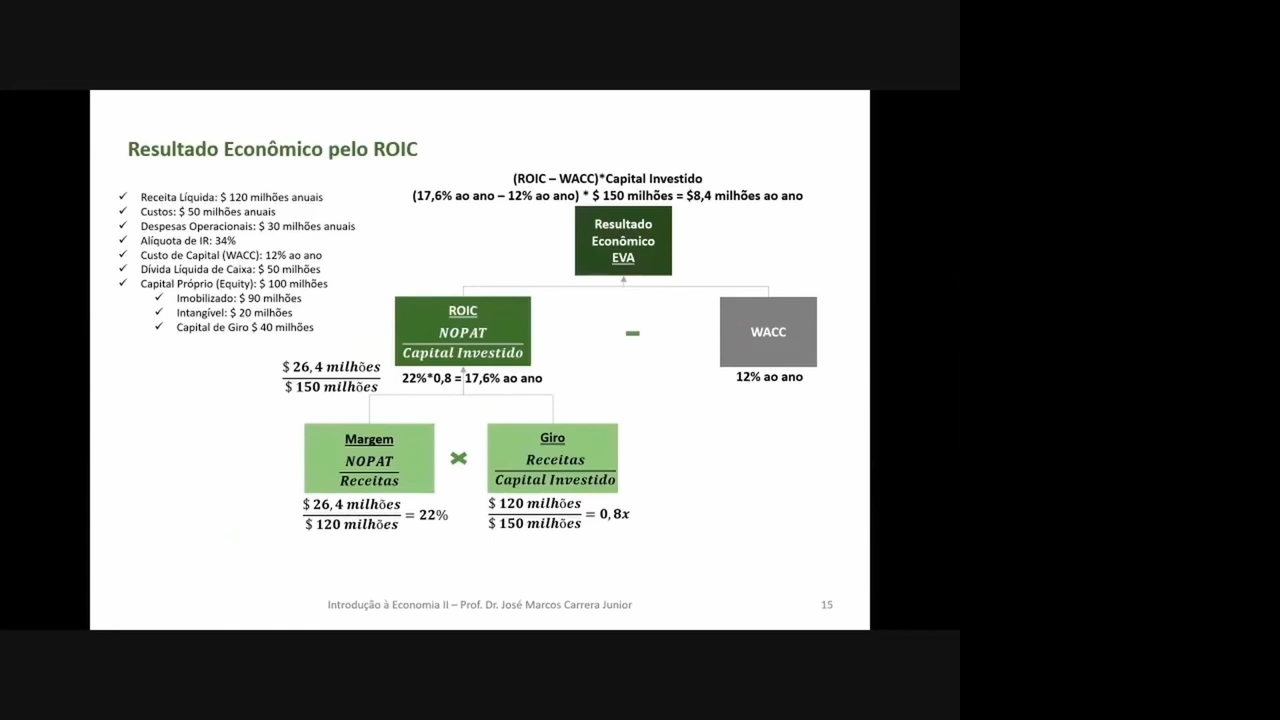 Resultado Econômico pelo ROIC
(ROIC – WACC)*Capital Investido
(17,6% ao ano – 12% ao ano) * $ 150 milhões = $8,4 milhões ao ano
✓ Receita Líquida: $ 120 milhões anuais
✓ Custos: $ 50 milhões anuais
✓ Despesas Operacionais: $ 30 milhões anuais
✓ Alíquota de IR: 34%
✓ Custo de Capital (WACC): 12% ao ano
✓ Dívida Líquida de Caixa: $ 50 milhões
✓ Capital Próprio (Equity): $ 100 milhões
✓ Imobilizado: $ 90 milhões
✓ Intangível: $ 20 milhões
✓ Capital de Giro $ 40 milhões
Resultado
Econômico
EVA
ROIC
NOPAT
Capital Investido
–
WACC
$ 26,4 milhões
$ 150 milhões
22%*0,8 = 17,6% ao ano
12% ao ano
Margem
NOPAT
Receitas
×
Giro
Receitas
Capital Investido
$ 26,4 milhões
$ 120 milhões
= 22%
$ 120 milhões
$ 150 milhões
= 0,8x
Introdução à Economia II – Prof. Dr. José Marcos Carrera Junior
15